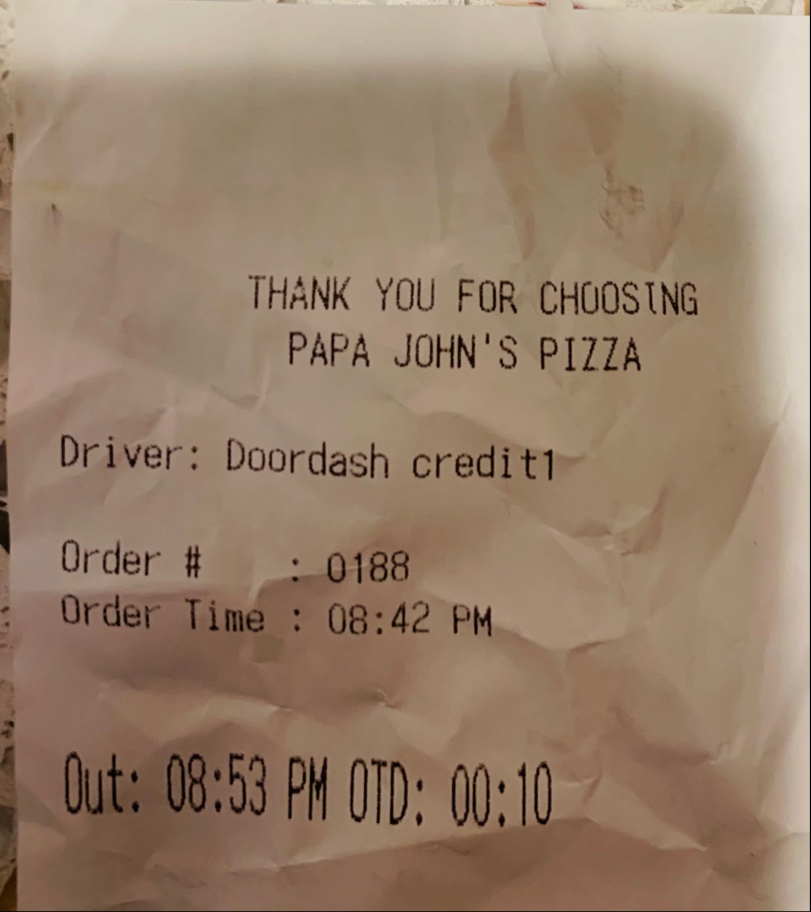 THANK YOU FOR CHOOSING
PAPA JOHN'S PIZZA
Driver: Doordash credit1
Order # : 0188
Order Time : 08:42 PM
Out: 08:53 PM OTD: 00:10